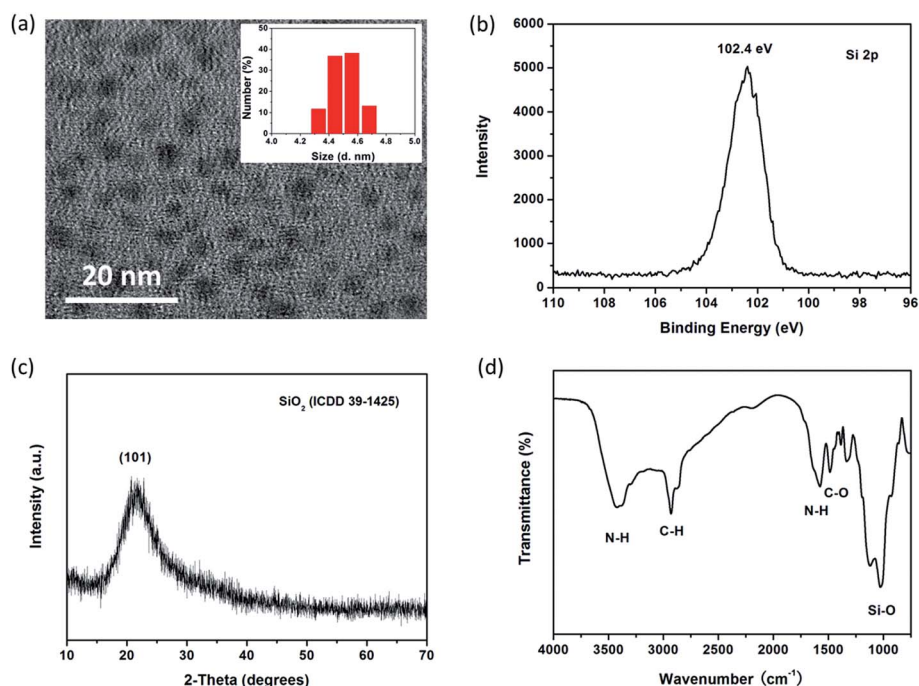 (a)
50
40
30
20
10
0
Number (%)
4.0 4.2 4.4 4.6 4.8 5.0
Size (d. nm)
20 nm
(b)
102.4 eV
Si 2p
6000
5000
4000
3000
2000
1000
0
Intensity
110 108 106 104 102 100 98 96
Binding Energy (eV)
(c)
SiO₂ (ICDD 39-1425)
(101)
Intensity (a.u.)
10 20 30 40 50 60 70
2-Theta (degrees)
(d)
Transmittance (%)
N-H
C-H
N-H
C-O
Si-O
4000 3500 3000 2500 2000 1500 1000
Wavenumber (cm⁻¹)